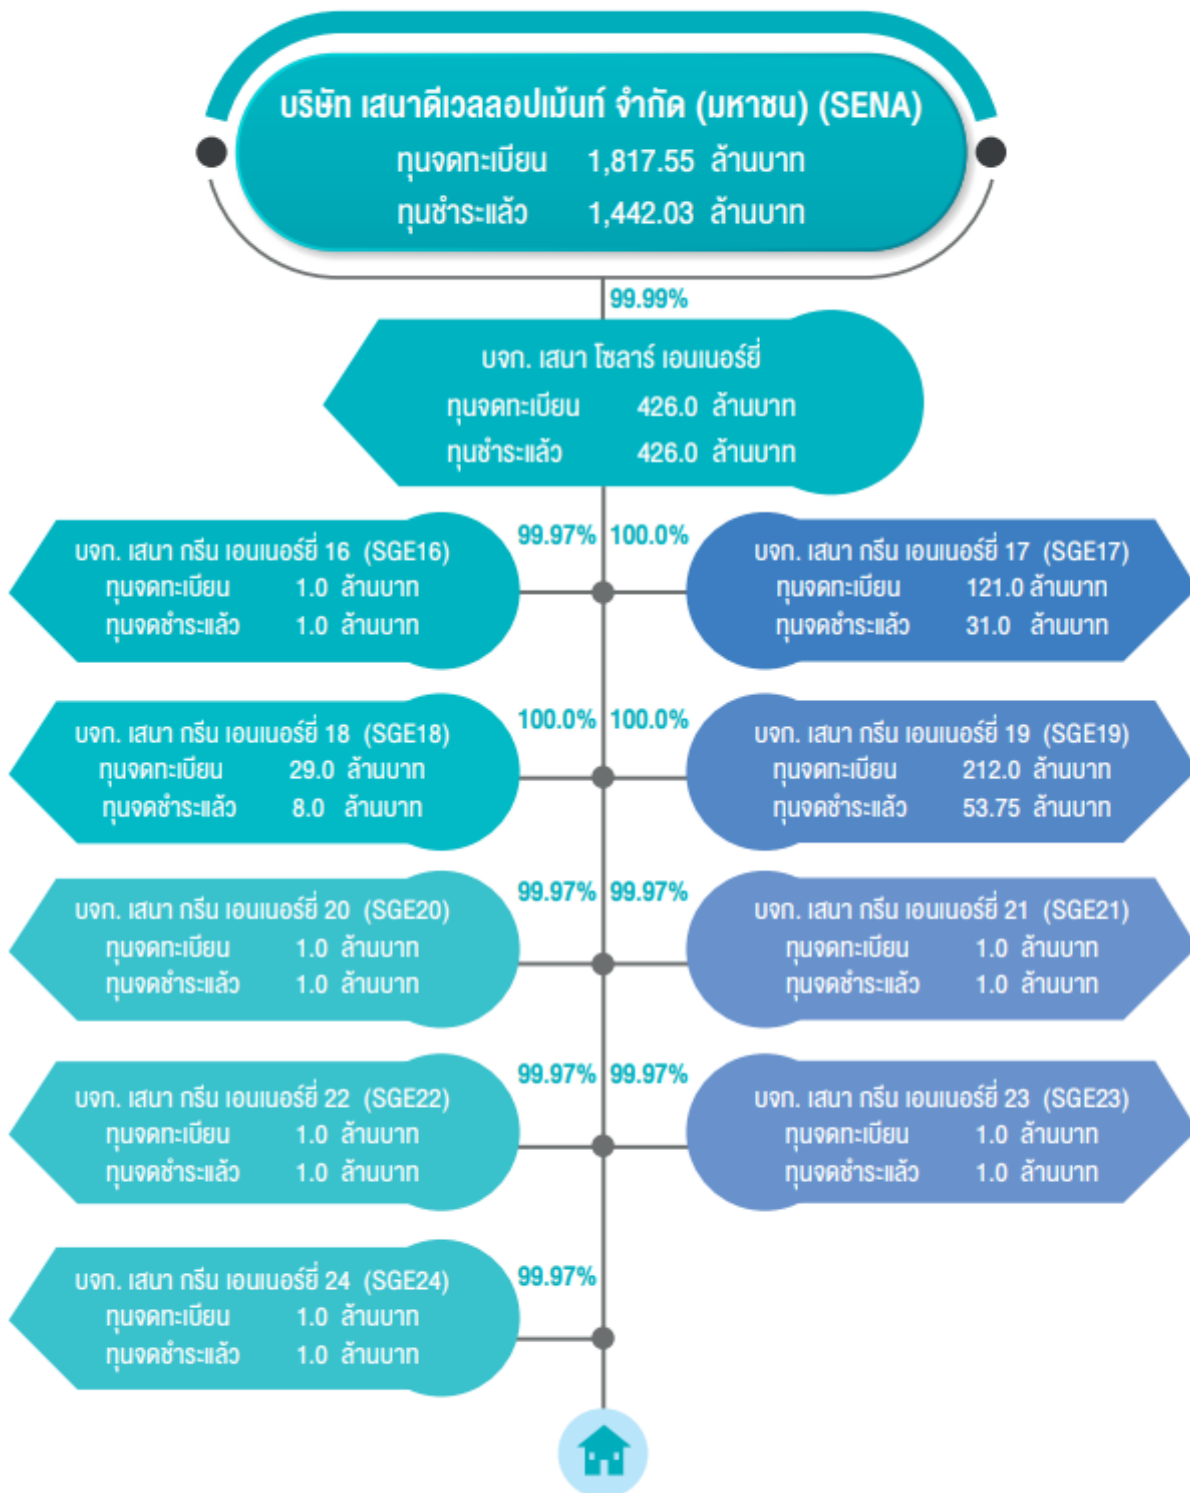 บริษัท เสนาดีเวลลอปเม้นท์ จำกัด (มหาชน) (SENA)
ทุนจดทะเบียน 1,817.55 ล้านบาท
ทุนชำระแล้ว 1,442.03 ล้านบาท
99.99%
บจก. เสนา โซลาร์ เอนเนอร์ยี่
ทุนจดทะเบียน 426.0 ล้านบาท
ทุนชำระแล้ว 426.0 ล้านบาท
99.97% 100.0%
บจก. เสนา กรีน เอนเนอร์ยี่ 16 (SGE16)
ทุนจดทะเบียน 1.0 ล้านบาท
ทุนจดชำระแล้ว 1.0 ล้านบาท
บจก. เสนา กรีน เอนเนอร์ยี่ 17 (SGE17)
ทุนจดทะเบียน 121.0 ล้านบาท
ทุนจดชำระแล้ว 31.0 ล้านบาท
100.0% 100.0%
บจก. เสนา กรีน เอนเนอร์ยี่ 18 (SGE18)
ทุนจดทะเบียน 29.0 ล้านบาท
ทุนจดชำระแล้ว 8.0 ล้านบาท
บจก. เสนา กรีน เอนเนอร์ยี่ 19 (SGE19)
ทุนจดทะเบียน 212.0 ล้านบาท
ทุนจดชำระแล้ว 53.75 ล้านบาท
99.97% 99.97%
บจก. เสนา กรีน เอนเนอร์ยี่ 20 (SGE20)
ทุนจดทะเบียน 1.0 ล้านบาท
ทุนจดชำระแล้ว 1.0 ล้านบาท
บจก. เสนา กรีน เอนเนอร์ยี่ 21 (SGE21)
ทุนจดทะเบียน 1.0 ล้านบาท
ทุนจดชำระแล้ว 1.0 ล้านบาท
99.97% 99.97%
บจก. เสนา กรีน เอนเนอร์ยี่ 22 (SGE22)
ทุนจดทะเบียน 1.0 ล้านบาท
ทุนจดชำระแล้ว 1.0 ล้านบาท
บจก. เสนา กรีน เอนเนอร์ยี่ 23 (SGE23)
ทุนจดทะเบียน 1.0 ล้านบาท
ทุนจดชำระแล้ว 1.0 ล้านบาท
99.97%
บจก. เสนา กรีน เอนเนอร์ยี่ 24 (SGE24)
ทุนจดทะเบียน 1.0 ล้านบาท
ทุนจดชำระแล้ว 1.0 ล้านบาท